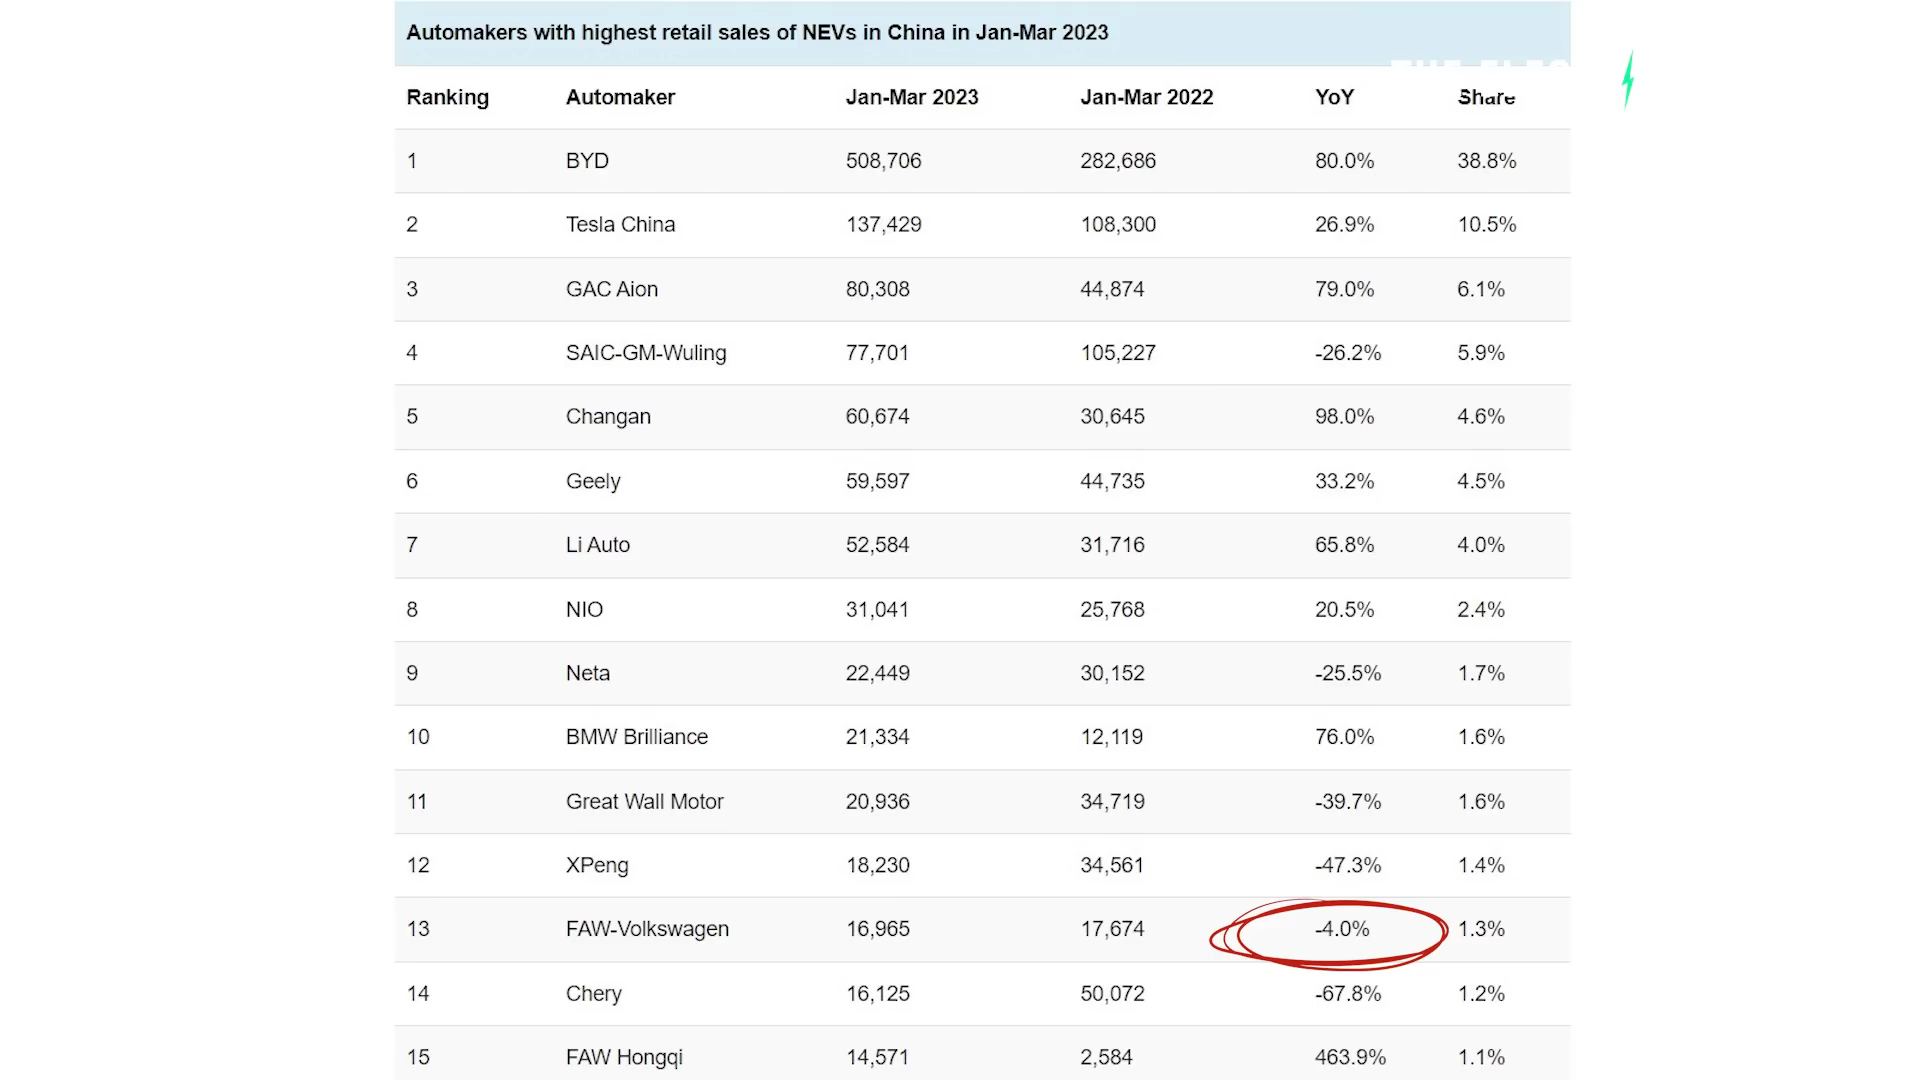 Automakers with highest retail sales of NEVs in China in Jan-Mar 2023
Ranking Automaker Jan-Mar 2023 Jan-Mar 2022 YoY Share
1 BYD 508,706 282,686 80.0% 38.8%
2 Tesla China 137,429 108,300 26.9% 10.5%
3 GAC Aion 80,308 44,874 79.0% 6.1%
4 SAIC-GM-Wuling 77,701 105,227 -26.2% 5.9%
5 Changan 60,674 30,645 98.0% 4.6%
6 Geely 59,597 44,735 33.2% 4.5%
7 Li Auto 52,584 31,716 65.8% 4.0%
8 NIO 31,041 25,768 20.5% 2.4%
9 Neta 22,449 30,152 -25.5% 1.7%
10 BMW Brilliance 21,334 12,119 76.0% 1.6%
11 Great Wall Motor 20,936 34,719 -39.7% 1.6%
12 XPeng 18,230 34,561 -47.3% 1.4%
13 FAW-Volkswagen 16,965 17,674 -4.0% 1.3%
14 Chery 16,125 50,072 -67.8% 1.2%
15 FAW Hongqi 14,571 2,584 463.9% 1.1%